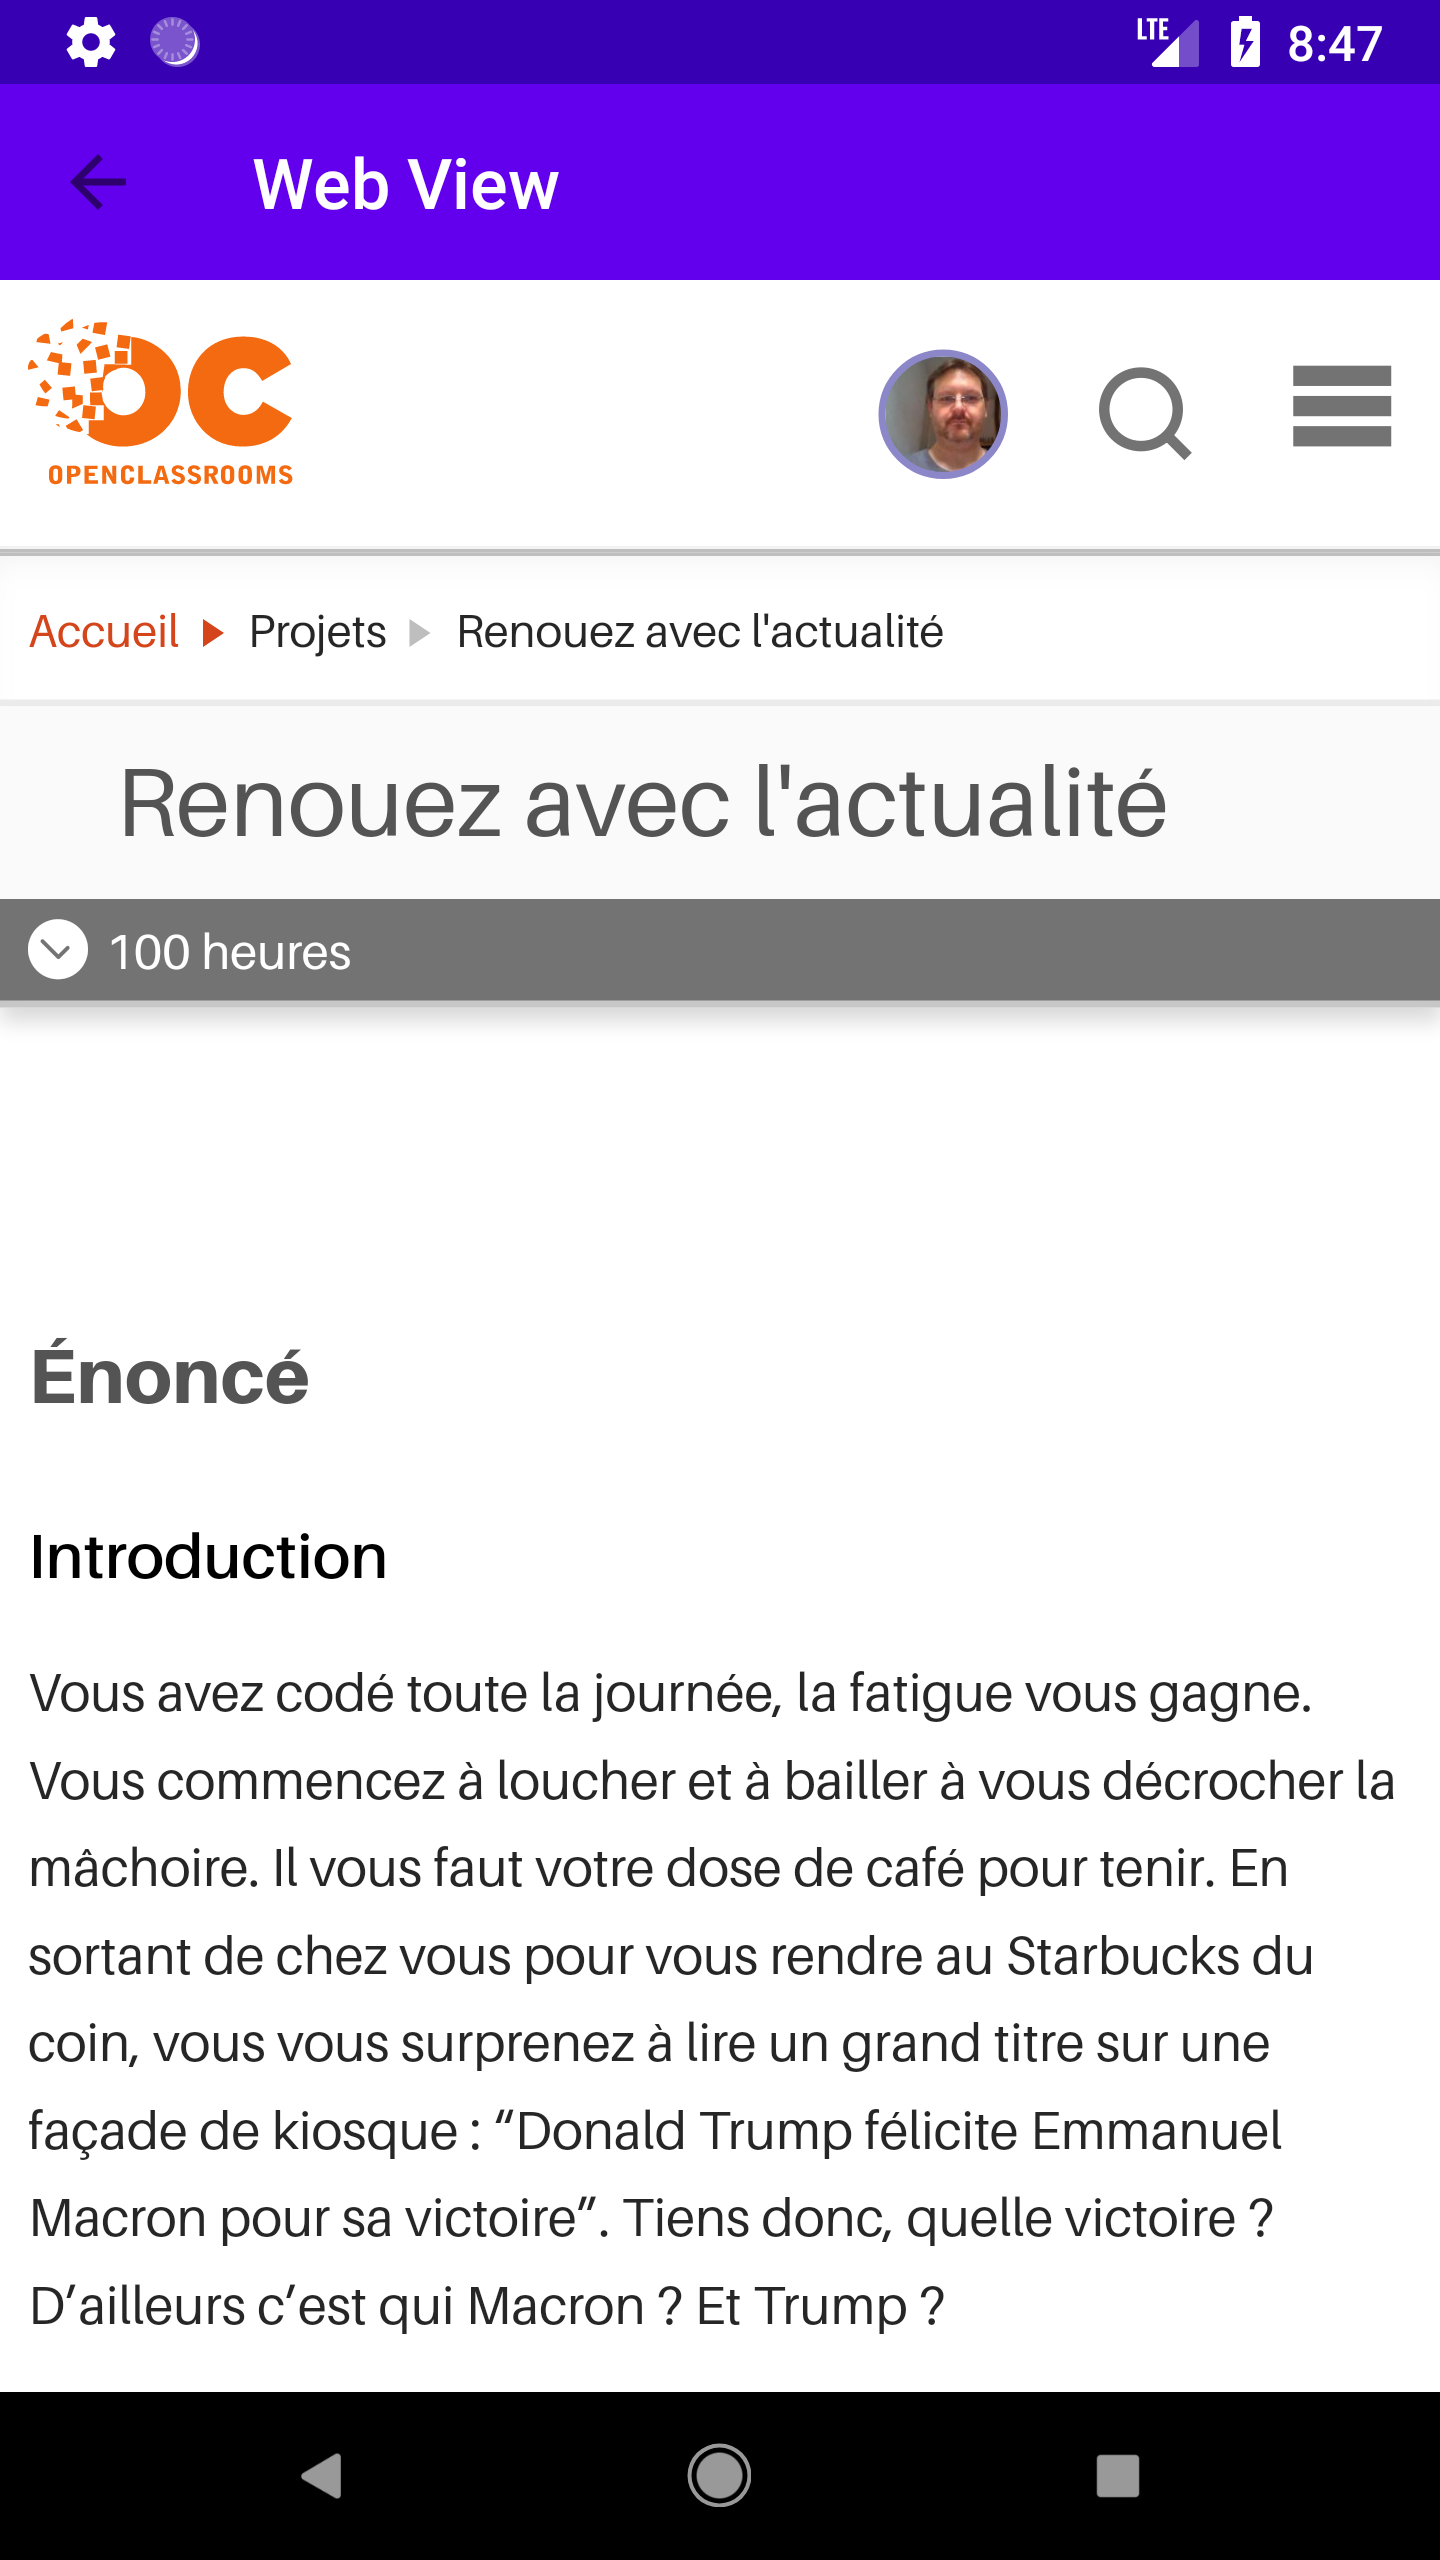 LTE 8:47
Web View
OC
OPENCLASSROOMS
Accueil Projets Renouez avec l'actualité
Renouez avec l'actualité
100 heures
Énoncé
Introduction
Vous avez codé toute la journée, la fatigue vous gagne.
Vous commencez à loucher et à bailler à vous décrocher la
mâchoire. Il vous faut votre dose de café pour tenir. En
sortant de chez vous pour vous rendre au Starbucks du
coin, vous vous surprenez à lire un grand titre sur une
façade de kiosque : “Donald Trump félicite Emmanuel
Macron pour sa victoire”. Tiens donc, quelle victoire ?
D’ailleurs c’est qui Macron ? Et Trump ?